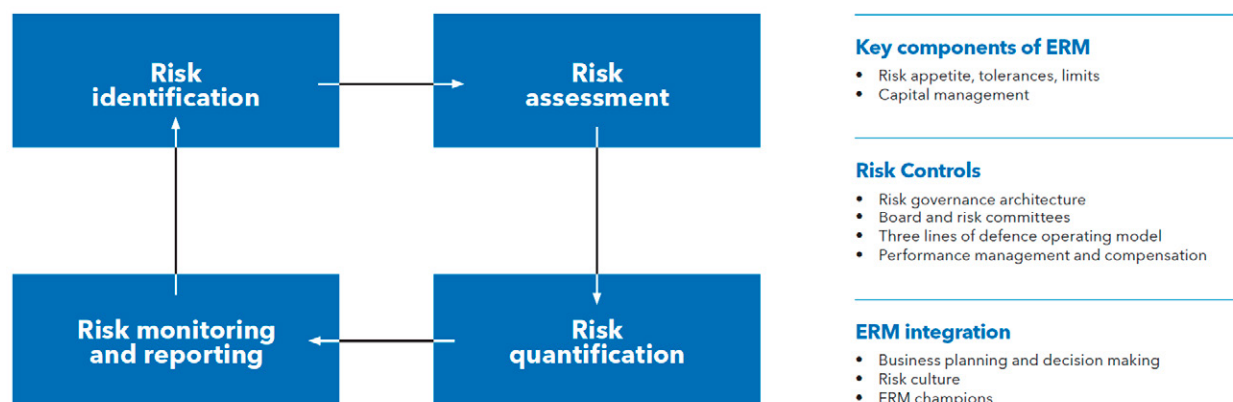 Risk
identification
Risk
assessment
Risk monitoring
and reporting
Risk
quantification
Key components of ERM
• Risk appetite, tolerances, limits
• Capital management
Risk Controls
• Risk governance architecture
• Board and risk committees
• Three lines of defence operating model
• Performance management and compensation
ERM integration
• Business planning and decision making
• Risk culture
• ERM champions